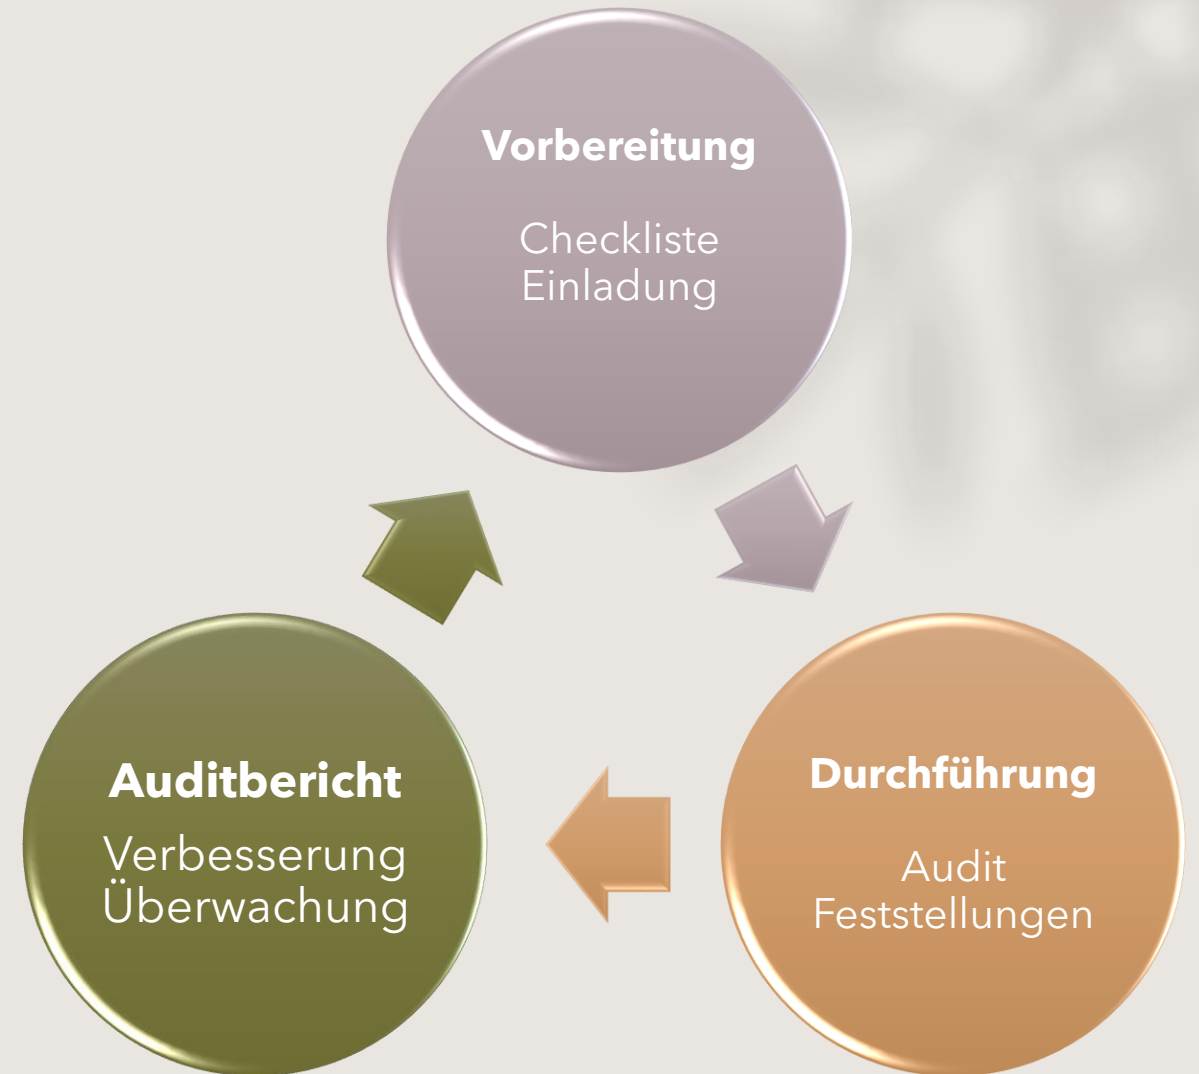 Vorbereitung
Checkliste
Einladung
Durchführung
Audit
Feststellungen
Auditbericht
Verbesserung
Überwachung